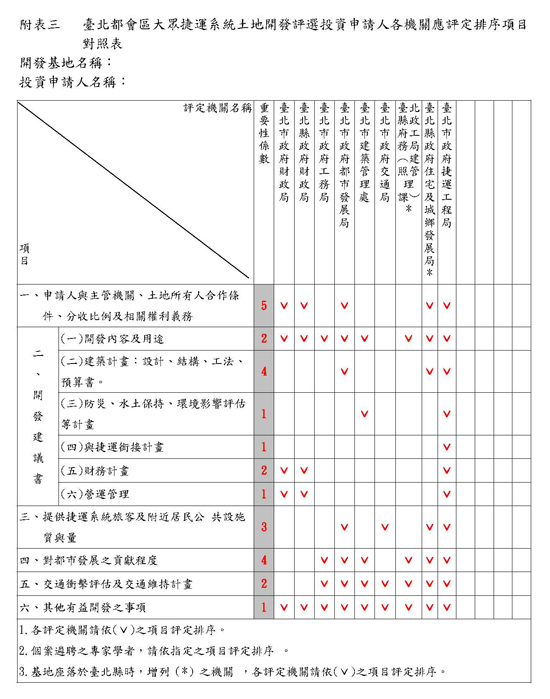 附表三 臺北都會區大眾捷運系統土地開發評選投資申請人各機關應評定排序項目
對照表
開發基地名稱：
投資申請人名稱：
評定機關名稱
項目
重要性係數
臺北市政府財政局
臺北縣政府財政局
臺北市政府工務局
臺北市政府都市發展局
臺北市建築管理處
臺北市政府交通局
臺北縣政府工務局（建照管理課）*
臺北縣政府住宅及城鄉發展局*
臺北市政府捷運工程局
一、申請人與主管機關、土地所有人合作條
件、分收比例及相關權利義務
5 v v v v v
二、開發建議書
(一)開發內容及用途 2 v v v v v v v v
(二)建築計畫：設計、結構、工法、
預算書。
4 v v v
(三)防災、水土保持、環境影響評估
等計畫
1 v v
(四)與捷運銜接計畫 1 v
(五)財務計畫 2 v v v
(六)營運管理 1 v v v
三、提供捷運系統旅客及附近居民公 共設施
質與量
3 v v v v
四、對都市發展之貢獻程度 4 v v v v v v
五、交通衝擊評估及交通維持計畫 2 v v v v v v v
六、其他有益開發之事項 1 v v v v v v v v v
1.各評定機關請依(v)之項目評定排序。
2.個案遴聘之專家學者，請依指定之項目評定排序 。
3.基地座落於臺北縣時，增列 (*) 之機關 ，各評定機關請依(v)之項目評定排序。